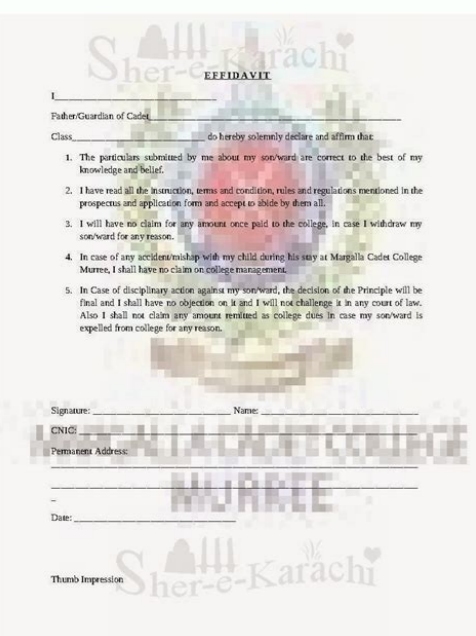 Sher-e-Karachi
EFFIDAVIT
I
Father/Guardian of Cadet
Class do hereby solemnly declare and affirm that:
1. The particulars submitted by me about my son/ward are correct to the best of my
knowledge and belief.
2. I have read all the instruction, terms and condition, rules and regulations mentioned in the
prospectus and application form and accept to abide by them all.
3. I will have no claim for any amount once paid to the college, in case I withdraw my
son/ward for any reason.
4. In case of any accident/mishap with my child during his stay at Margalla Cadet College
Murree, I shall have no claim on college management.
5. In Case of disciplinary action against my son/ward, the decision of the Principle will be
final and I shall have no objection on it and I will not challenge it in any court of law.
Also I shall not claim any amount remitted as college dues in case my son/ward is
expelled from college for any reason.
Signature: Name:
CNIC:
MARGALLA CADET COLLEGE
Permanent Address:
MURREE
Date:
Sher-e-Karachi
Thumb Impression